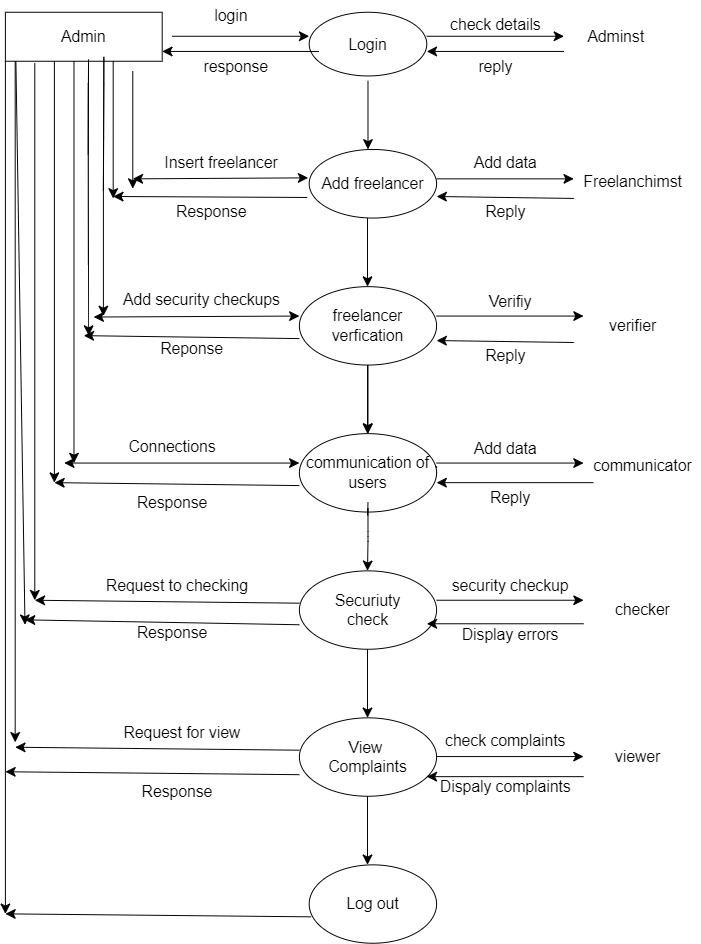 login
Admin
check details
Login
Adminst
response
reply
Insert freelancer
Add data
Add freelancer
Freelanchimst
Response
Reply
Add security checkups
Verifiy
freelancer
verfication
verifier
Reponse
Reply
Connections
Add data
communication of
users
communicator
Response
Reply
Request to checking
security checkup
Securiuty
check
checker
Response
Display errors
Request for view
check complaints
View
Complaints
viewer
Response
Dispaly complaints
Log out